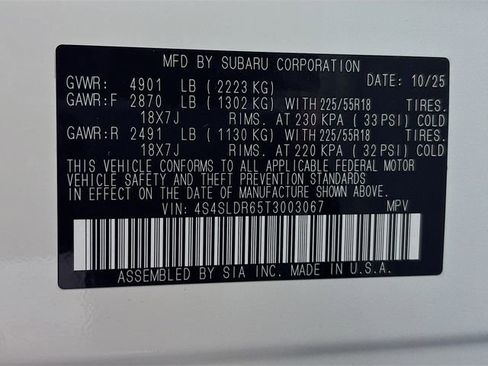 MFD BY SUBARU CORPORATION
GVWR: 4901 LB ( 2223 KG) DATE: 10/25
GAWR:F 2870 LB ( 1302 KG) WITH 225/55R18 TIRES.
18X7J RIMS. AT 230 KPA ( 33 PSI) COLD
GAWR:R 2491 LB ( 1130 KG) WITH 225/55R18 TIRES.
18X7J RIMS. AT 220 KPA ( 32 PSI) COLD
THIS VEHICLE CONFORMS TO ALL APPLICABLE FEDERAL MOTOR
VEHICLE SAFETY AND THEFT PREVENTION STANDARDS
IN EFFECT ON THE DATE OF MANUFACTURE SHOWN ABOVE.
VIN: 4S4SLDR65T3003067 MPV
ASSEMBLED BY SIA INC. MADE IN U.S.A.